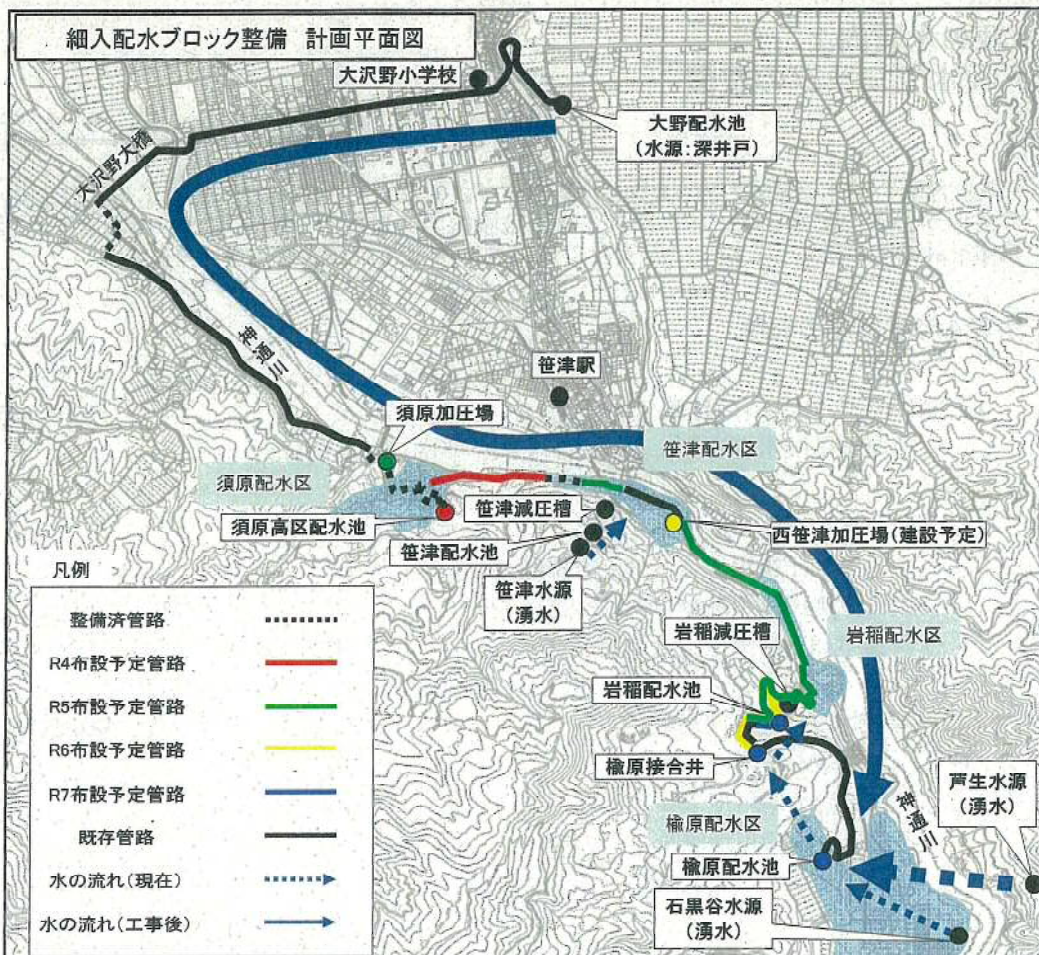 細入配水ブロック整備 計画平面図
大沢野小学校
大野配水池
(水源:深井戸)
大沢野大橋
神通川
笹津駅
須原加圧場
笹津配水区
須原配水区
須原高区配水池
笹津減圧槽
笹津配水池
西笹津加圧場(建設予定)
笹津水源
(湧水)
岩稲減圧槽
岩稲配水区
岩稲配水池
楡原接合井
芦生水源
(湧水)
神通川
楡原配水区
楡原配水池
石黒谷水源
(湧水)
凡例
整備済管路
R4布設予定管路
R5布設予定管路
R6布設予定管路
R7布設予定管路
既存管路
水の流れ(現在)
水の流れ(工事後)